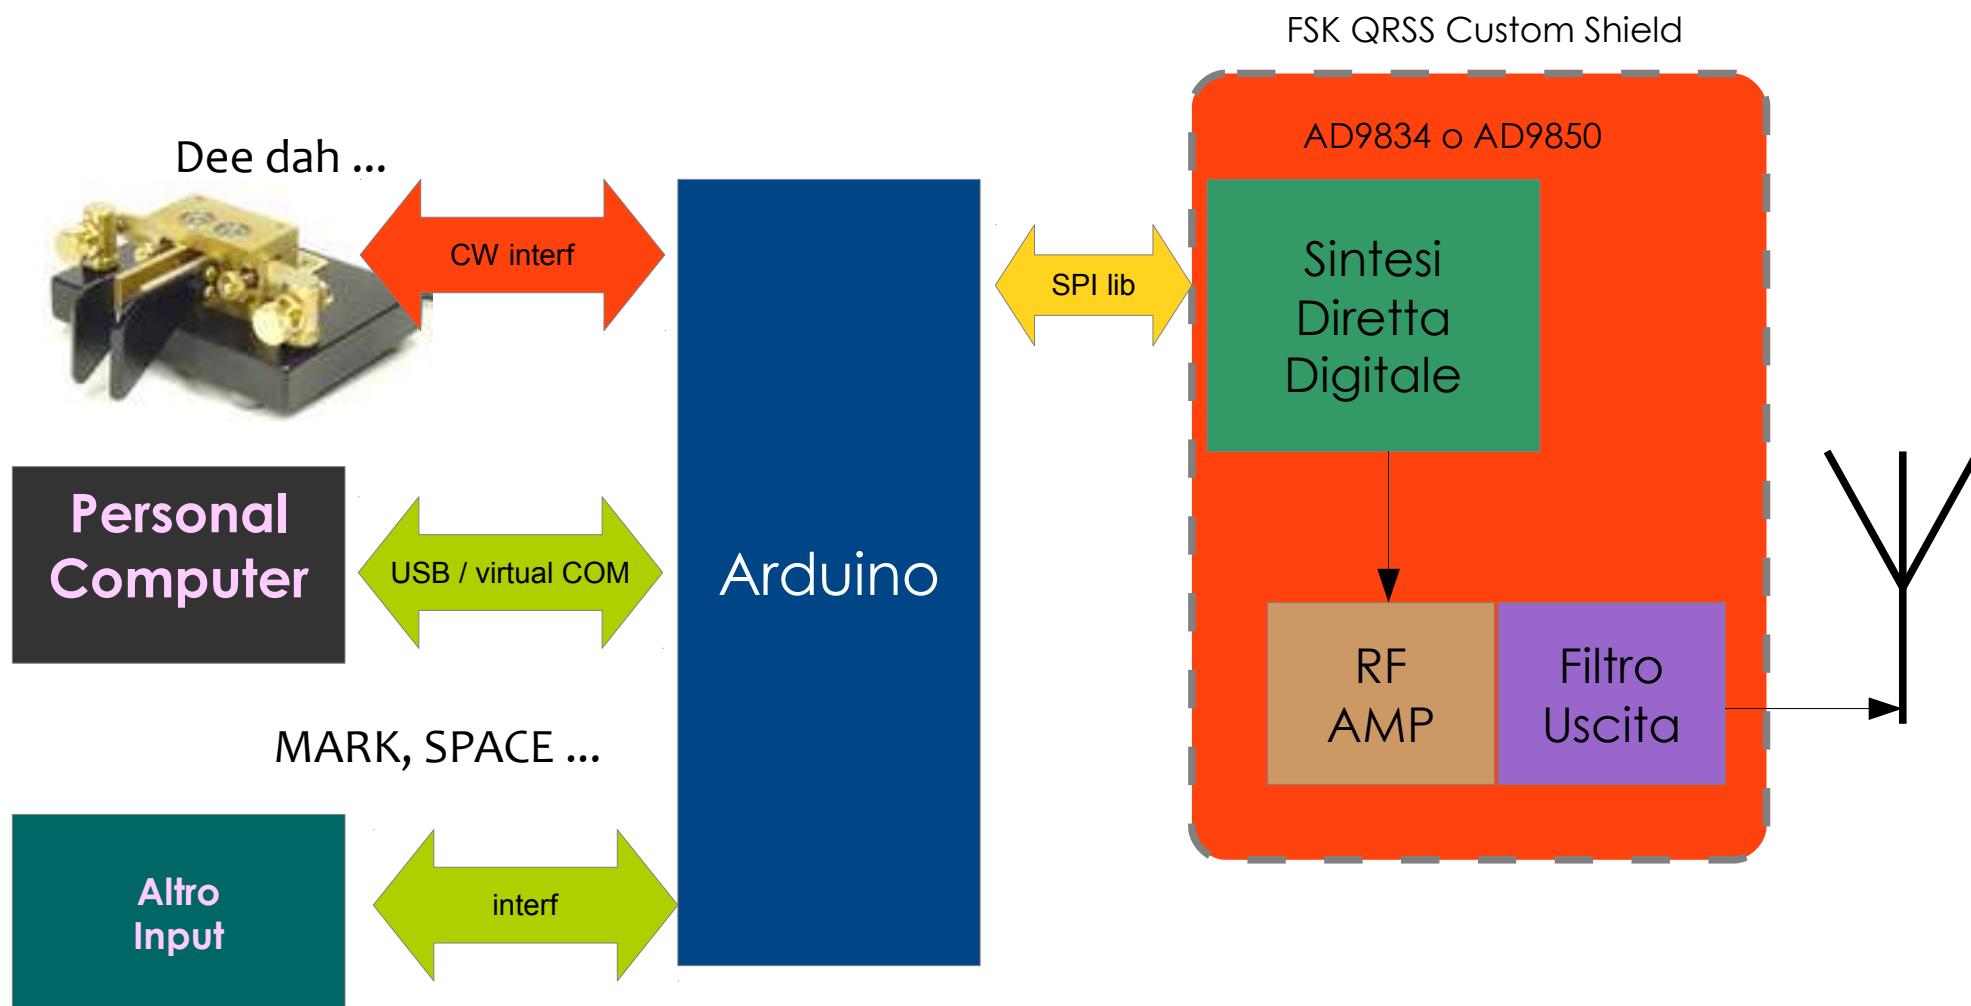 FSK QRSS Custom Shield
AD9834 o AD9850
Dee dah ...
CW interf
SPI lib
Sintesi
Diretta
Digitale
Personal
Computer
USB / virtual COM
Arduino
RF
AMP
Filtro
Uscita
MARK, SPACE ...
Altro
Input
interf